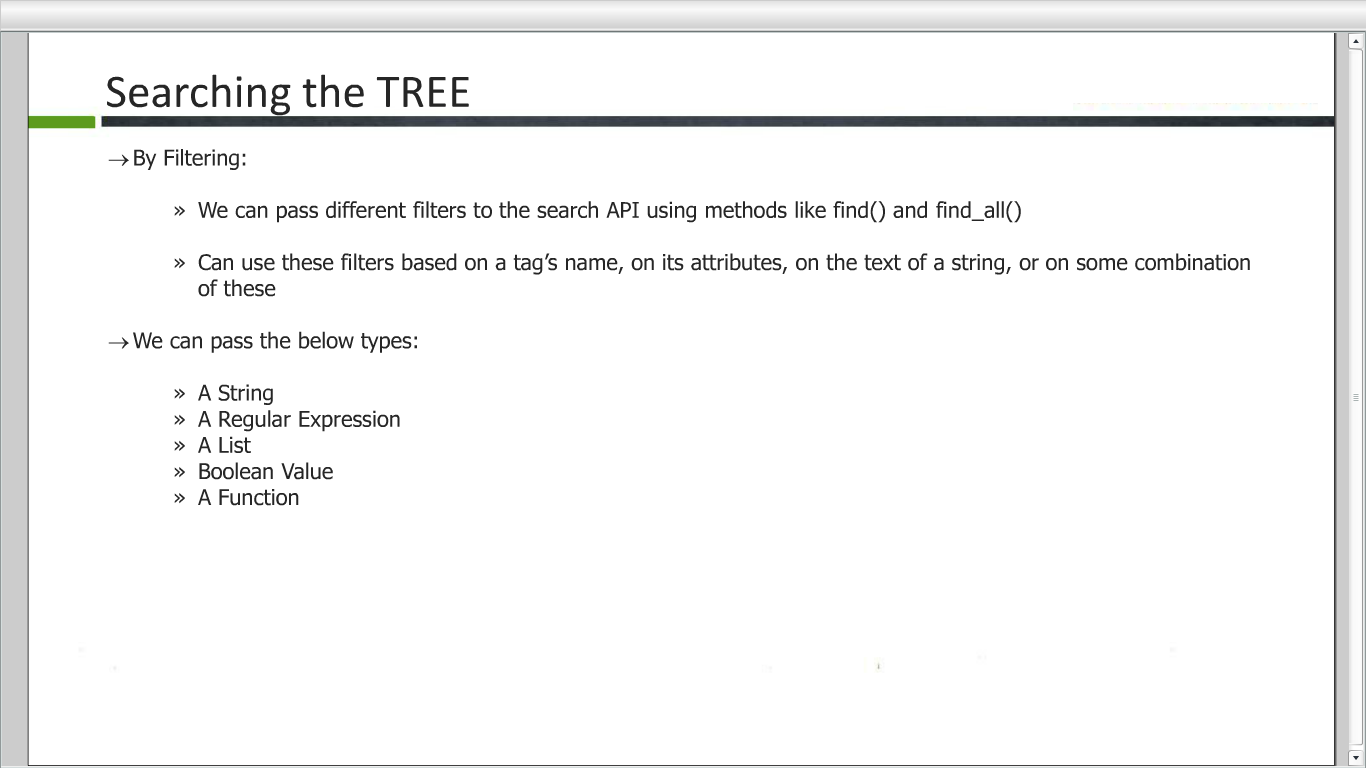 Searching the TREE
→By Filtering:
» We can pass different filters to the search API using methods like find() and find_all()
» Can use these filters based on a tag’s name, on its attributes, on the text of a string, or on some combination
of these
→We can pass the below types:
» A String
» A Regular Expression
» A List
» Boolean Value
» A Function